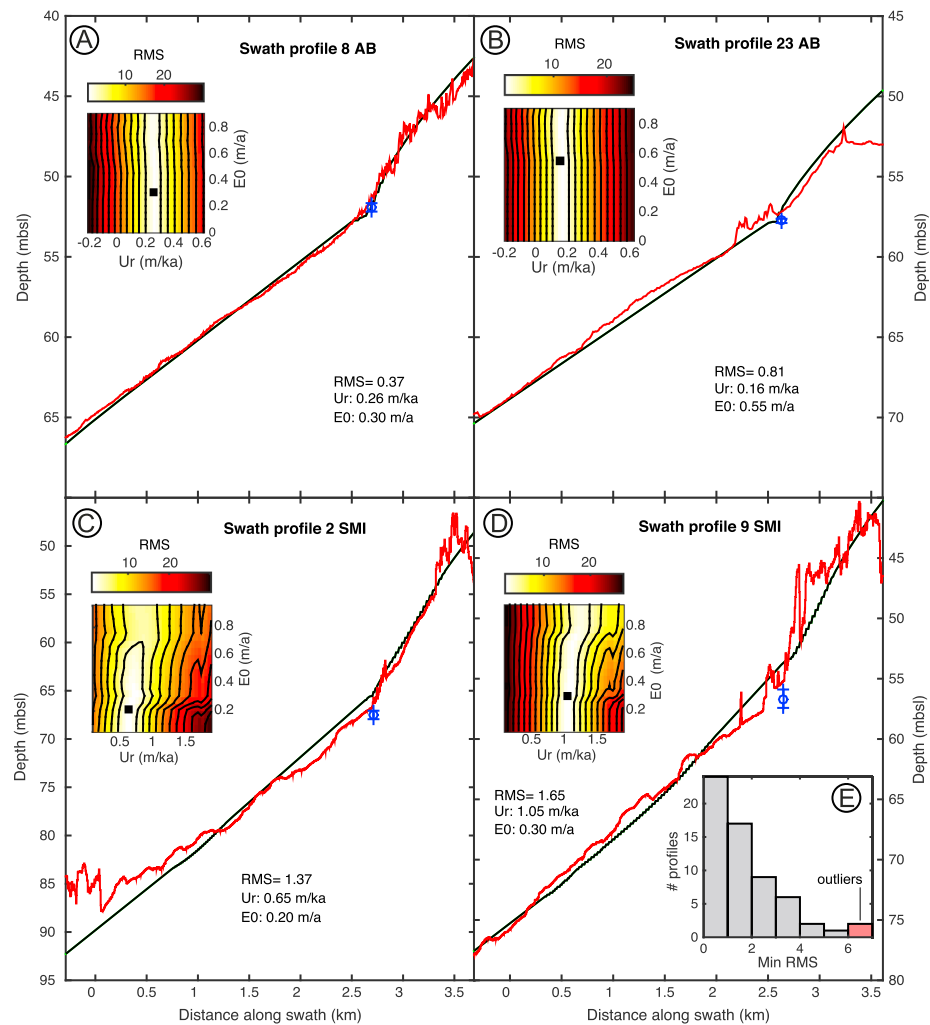 A
Swath profile 8 AB
RMS
10 20
0.8
0.6
0.4
0.2
0
E0 (m/a)
-0.2 0 0.2 0.4 0.6
Ur (m/ka)
RMS= 0.37
Ur: 0.26 m/ka
E0: 0.30 m/a
40
45
50
55
60
65
Depth (mbsl)
B
Swath profile 23 AB
RMS
10 20
0.8
0.6
0.4
0.2
0
E0 (m/a)
-0.2 0 0.2 0.4 0.6
Ur (m/ka)
RMS= 0.81
Ur: 0.16 m/ka
E0: 0.55 m/a
45
50
55
60
65
70
Depth (mbsl)
C
Swath profile 2 SMI
RMS
10 20
0.8
0.6
0.4
0.2
E0 (m/a)
0.5 1 1.5
Ur (m/ka)
RMS= 1.37
Ur: 0.65 m/ka
E0: 0.20 m/a
50
55
60
65
70
75
80
85
90
95
Depth (mbsl)
0 0.5 1 1.5 2 2.5 3 3.5
Distance along swath (km)
D
Swath profile 9 SMI
RMS
10 20
0.8
0.6
0.4
0.2
E0 (m/a)
0.5 1 1.5
Ur (m/ka)
RMS= 1.65
Ur: 1.05 m/ka
E0: 0.30 m/a
45
50
55
60
65
70
75
80
Depth (mbsl)
0 0.5 1 1.5 2 2.5 3 3.5
Distance along swath (km)
E
20
15
10
5
0
# profiles
outliers
0 2 4 6
Min RMS